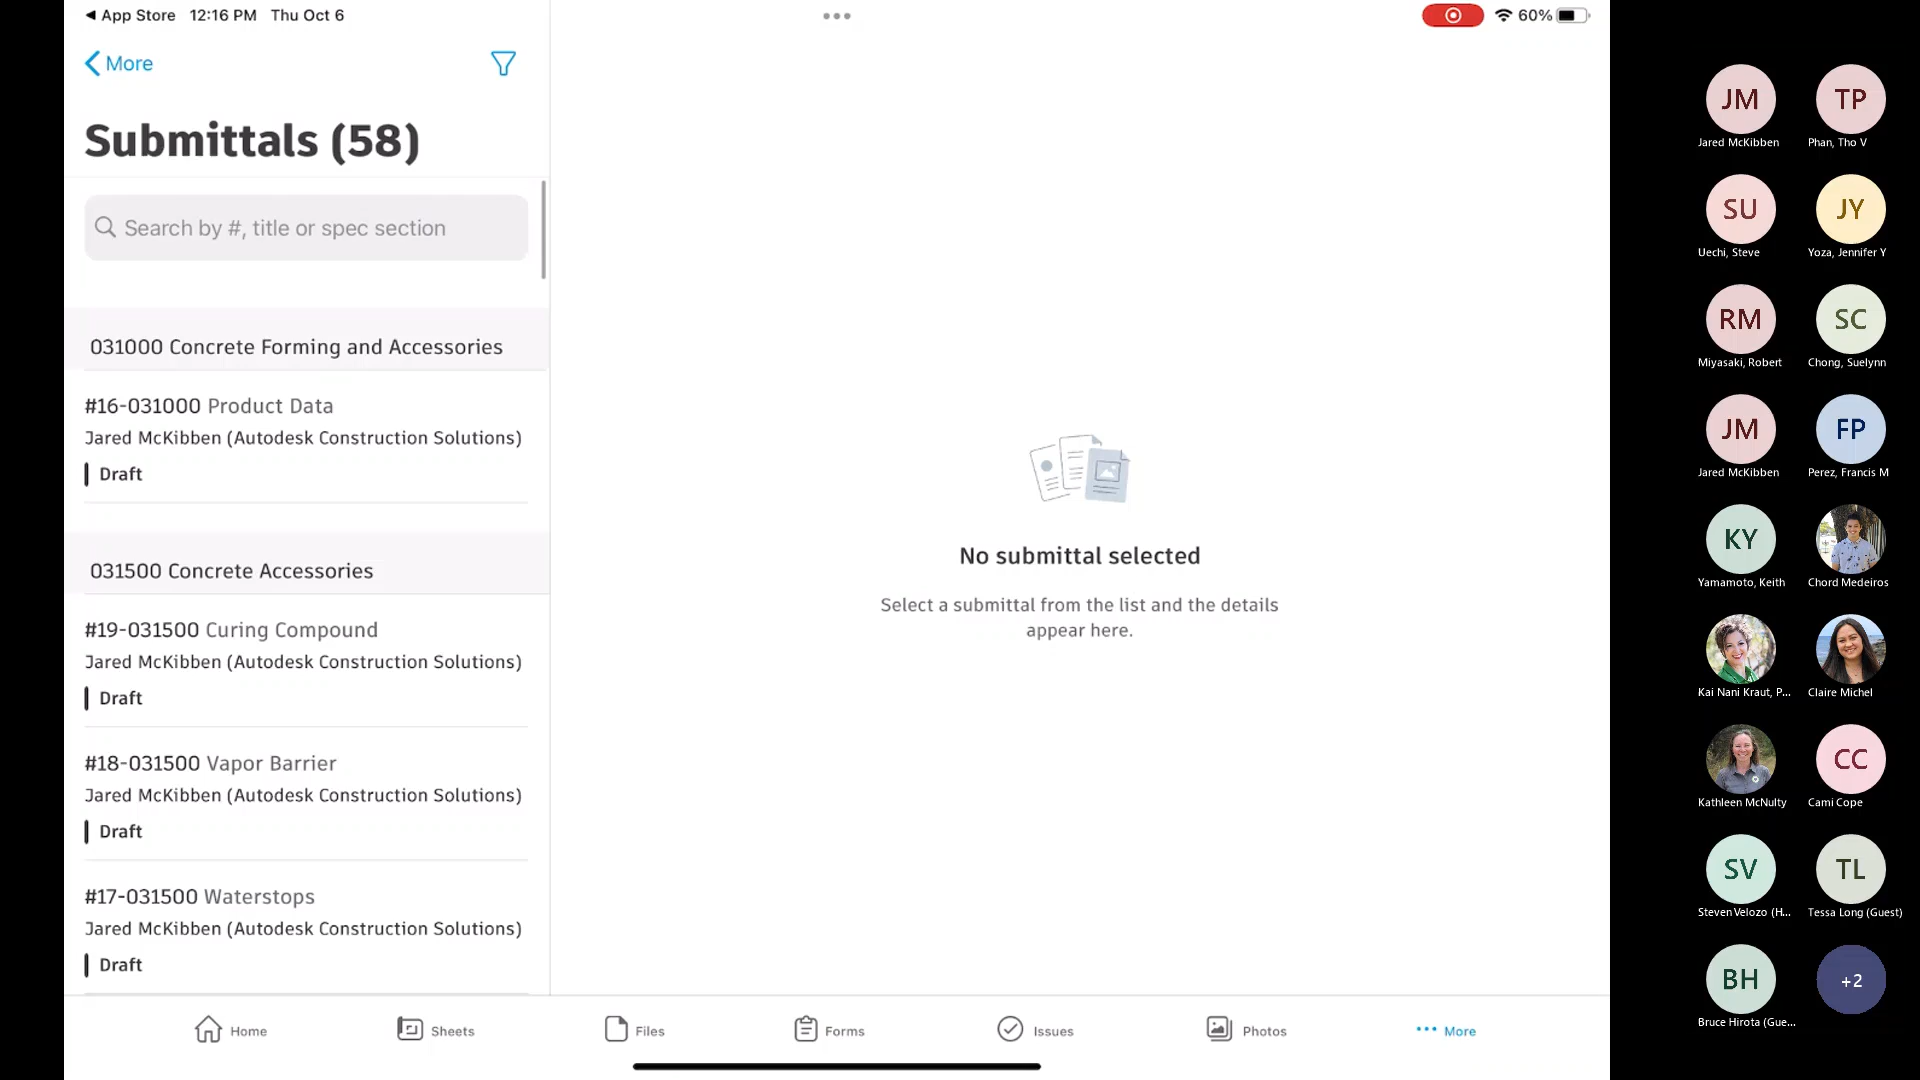 App Store 12:16 PM Thu Oct 6
60%
More
Submittals (58)
Search by #, title or spec section
031000 Concrete Forming and Accessories
#16-031000 Product Data
Jared McKibben (Autodesk Construction Solutions)
Draft
031500 Concrete Accessories
#19-031500 Curing Compound
Jared McKibben (Autodesk Construction Solutions)
Draft
#18-031500 Vapor Barrier
Jared McKibben (Autodesk Construction Solutions)
Draft
#17-031500 Waterstops
Jared McKibben (Autodesk Construction Solutions)
Draft
No submittal selected
Select a submittal from the list and the details
appear here.
Home Sheets Files Forms Issues Photos More
JM TP
Jared McKibben Phan, Tho V
SU JY
Uechi, Steve Yoza, Jennifer Y
RM SC
Miyasaki, Robert Chong, Suelynn
JM FP
Jared McKibben Perez, Francis M
KY
Yamamoto, Keith Chord Medeiros
Kai Nani Kraut, P... Claire Michel
CC
Kathleen McNulty Cami Cope
SV TL
Steven Velozo (H... Tessa Long (Guest)
BH +2
Bruce Hirota (Gue...